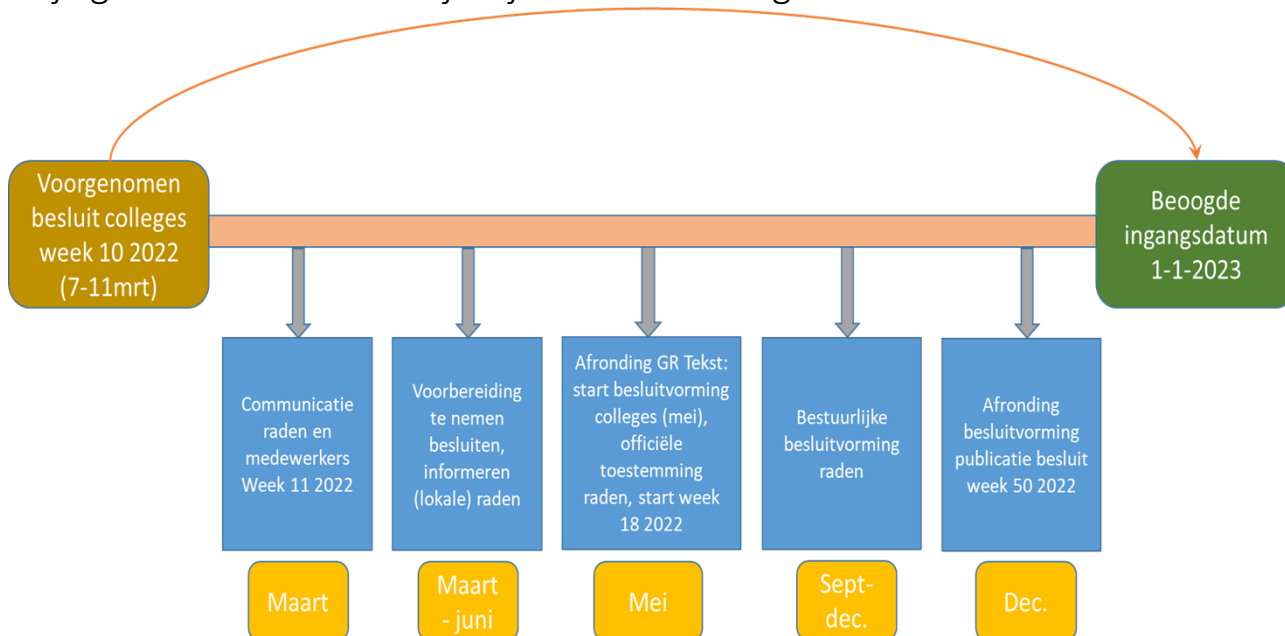 Voorgenomen
besluit colleges
week 10 2022
(7-11mrt)
Beoogde
ingangsdatum
1-1-2023
Communicatie
raden en
medewerkers
Week 11 2022
Voorbereiding
te nemen
besluiten,
informeren
(lokale) raden
Afronding GR Tekst:
start besluitvorming
colleges (mei),
officiële
toestemming
raden, start week
18 2022
Bestuurlijke
besluitvorming
raden
Afronding
besluitvorming
publicatie besluit
week 50 2022
Maart
Maart
- juni
Mei
Sept-
dec.
Dec.